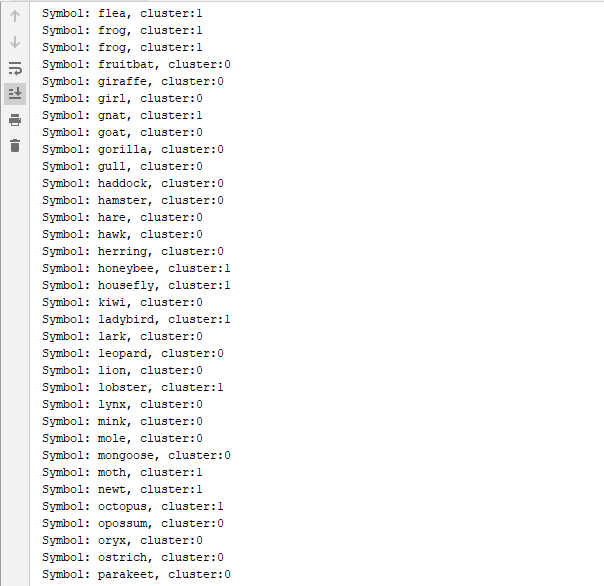 Symbol: flea, cluster:1
Symbol: frog, cluster:1
Symbol: frog, cluster:1
Symbol: fruitbat, cluster:0
Symbol: giraffe, cluster:0
Symbol: girl, cluster:0
Symbol: gnat, cluster:1
Symbol: goat, cluster:0
Symbol: gorilla, cluster:0
Symbol: gull, cluster:0
Symbol: haddock, cluster:0
Symbol: hamster, cluster:0
Symbol: hare, cluster:0
Symbol: hawk, cluster:0
Symbol: herring, cluster:0
Symbol: honeybee, cluster:1
Symbol: housefly, cluster:1
Symbol: kiwi, cluster:0
Symbol: ladybird, cluster:1
Symbol: lark, cluster:0
Symbol: leopard, cluster:0
Symbol: lion, cluster:0
Symbol: lobster, cluster:1
Symbol: lynx, cluster:0
Symbol: mink, cluster:0
Symbol: mole, cluster:0
Symbol: mongoose, cluster:0
Symbol: moth, cluster:1
Symbol: newt, cluster:1
Symbol: octopus, cluster:1
Symbol: opossum, cluster:0
Symbol: oryx, cluster:0
Symbol: ostrich, cluster:0
Symbol: parakeet, cluster:0